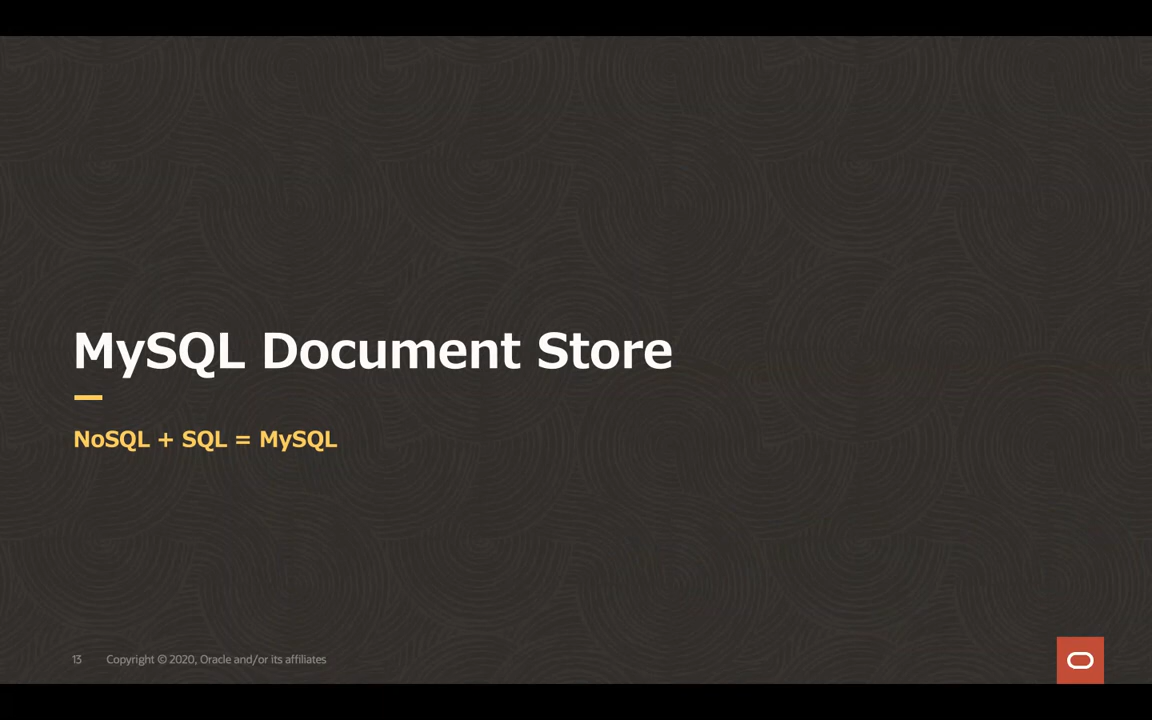 MySQL Document Store
NoSQL + SQL = MySQL
13 Copyright © 2020, Oracle and/or its affiliates